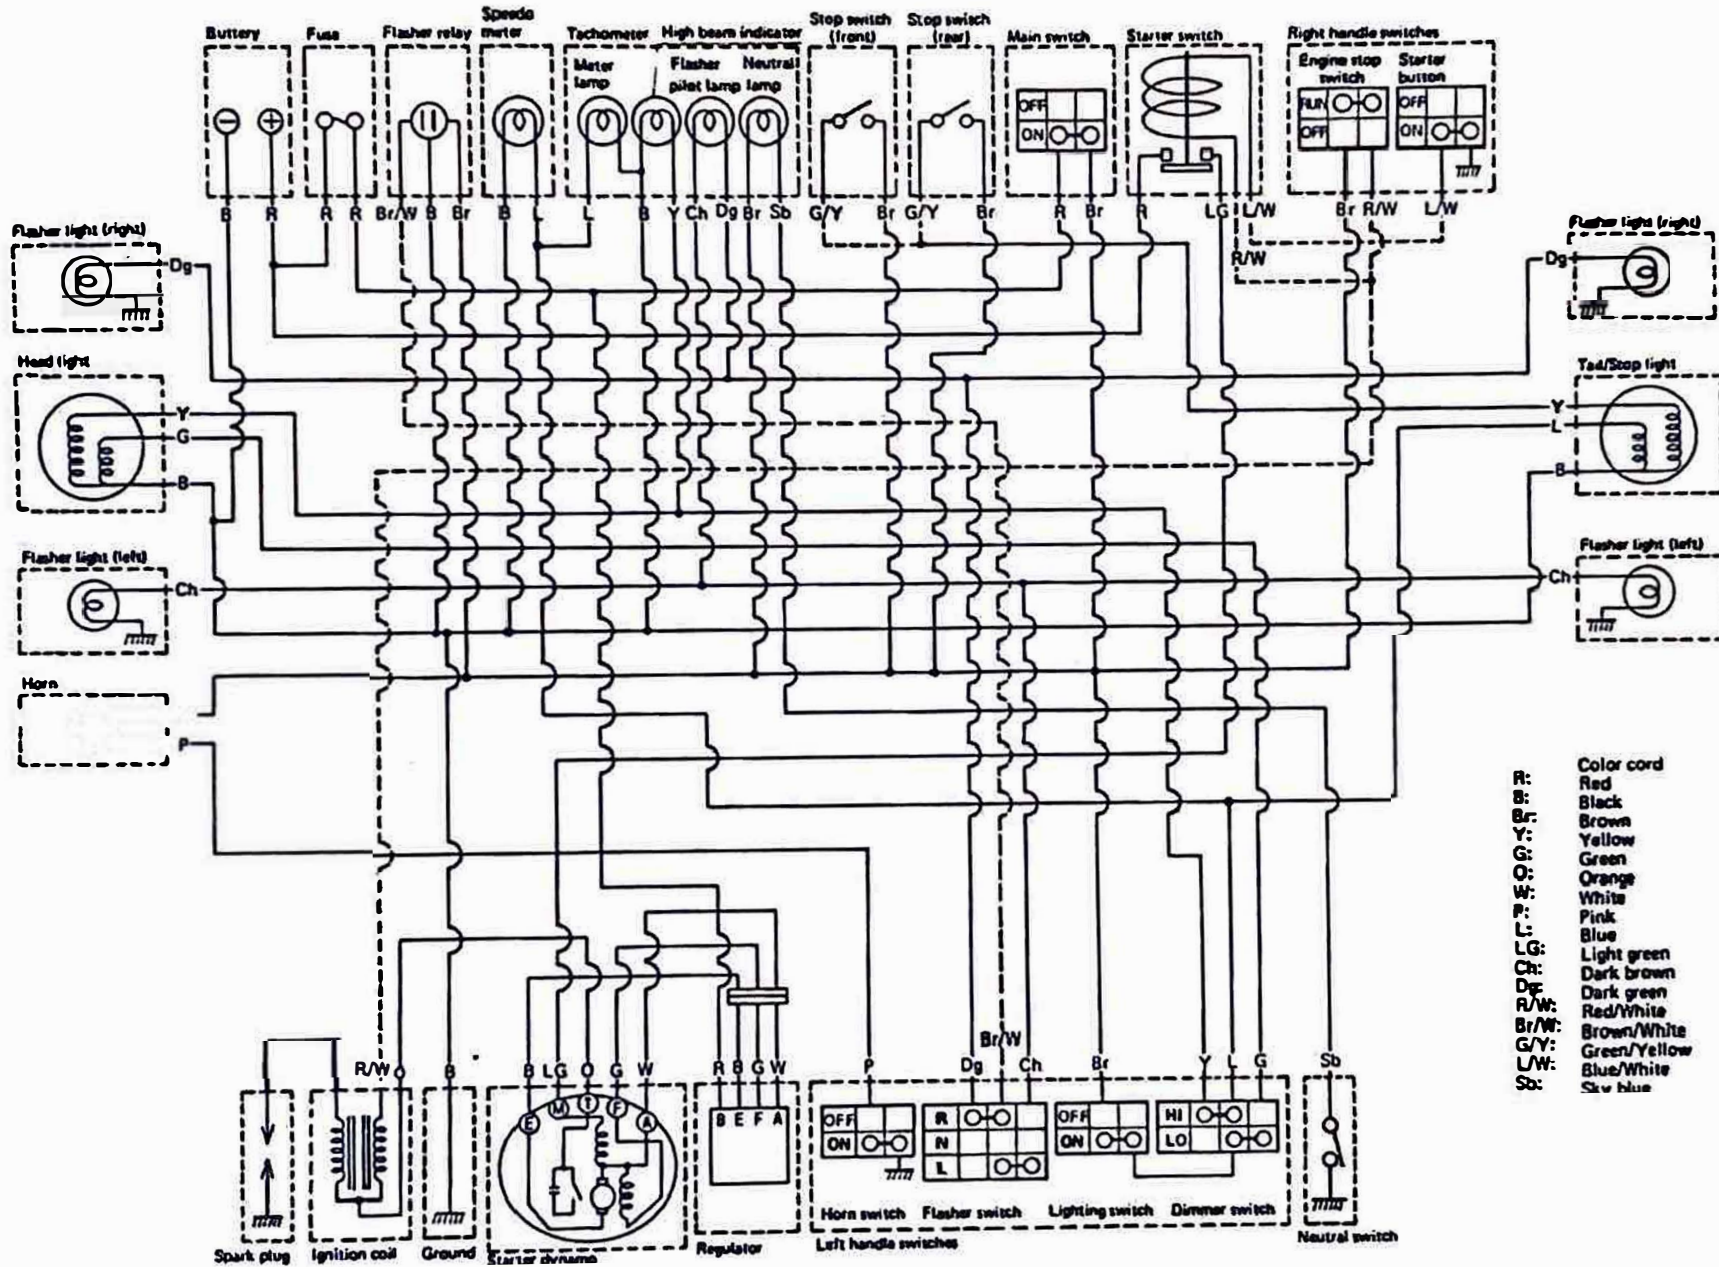 Buttery
Fuse
Flasher relay
Speedo
meter
Tachometer
High beam indicator
Meter
lamp
Flasher
pilot lamp
Neutral
lamp
Stop switch
(front)
Stop switch
(rear)
Main switch
OFF
ON
Starter switch
Right handle switches
Engine stop
switch
RUN
OFF
Starter
button
OFF
ON
B R R R Br/W B Br B L L B Y Ch Dg Br Sb G/Y Br G/Y Br R Br R LG L/W Br R/W L/W
R/W
Flasher light (right)
Dg
Head light
Y
G
B
Flasher light (left)
Ch
Horn
P
Flasher light (right)
Dg
Tail/Stop light
Y
L
B
Flasher light (left)
Ch
Color cord
R: Red
B: Black
Br: Brown
Y: Yellow
G: Green
O: Orange
W: White
P: Pink
L: Blue
LG: Light green
Ch: Dark brown
Dg: Dark green
R/W: Red/White
Br/W: Brown/White
G/Y: Green/Yellow
L/W: Blue/White
Sb: Sky blue
R/W O B B LG O G W R B G W P Dg Br/W Ch Br Y L G Sb
E M T F A
B E F A
OFF
ON
R
N
L
OFF
ON
HI
LO
Horn switch
Flasher switch
Lighting switch
Dimmer switch
Spark plug
Ignition coil
Ground
Starter dynamo
Regulator
Left handle switches
Neutral switch